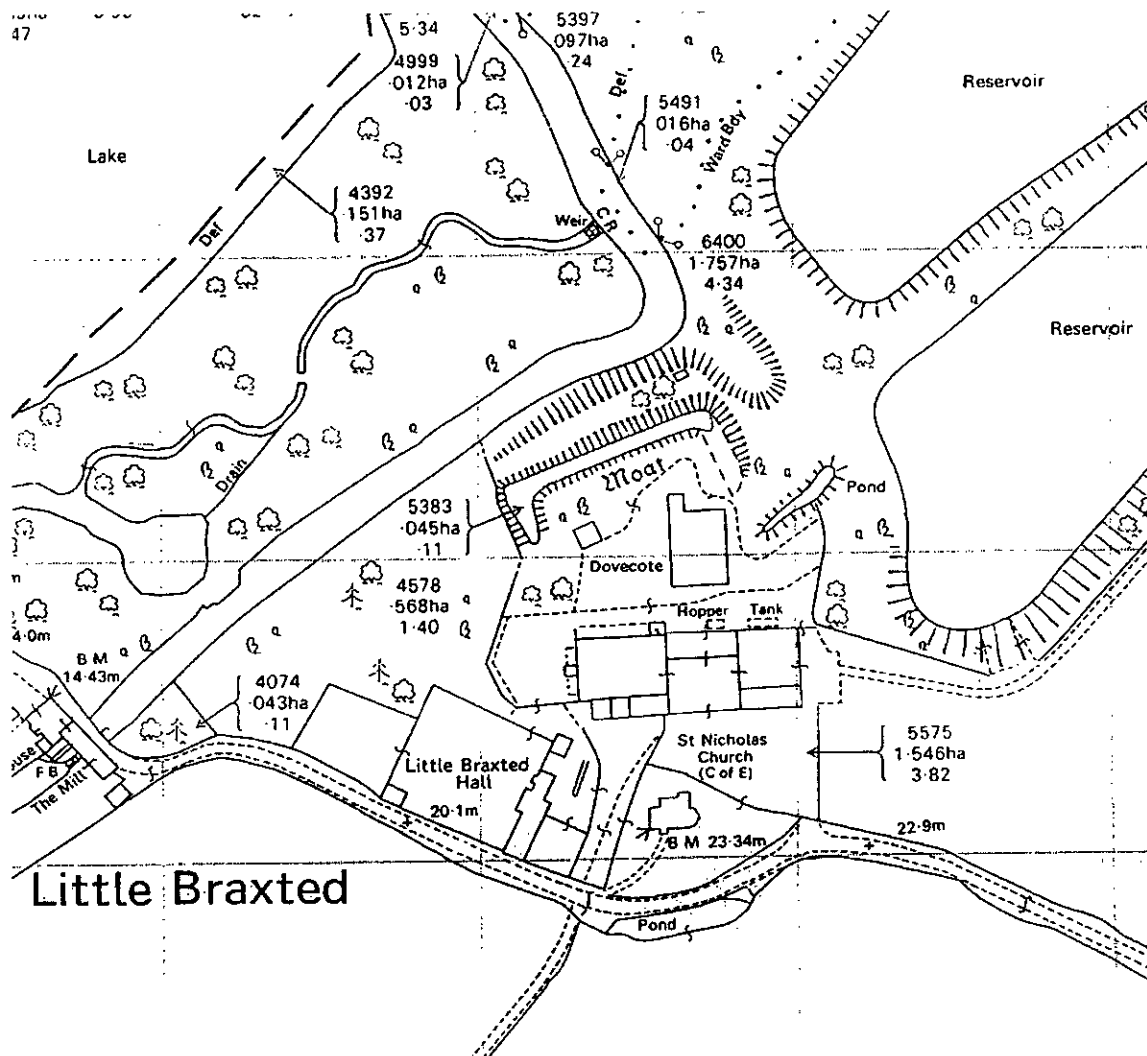 47
5·34
4999
·012ha
·03
5397
097ha
·24
Def
5491
016ha
·04
Ward Bdy
Reservoir
Lake
4392
·151ha
·37
Def
Weir
C R
6400
1·757ha
4·34
Reservoir
Drain
Moat
Pond
5383
·045ha
·11
Dovecote
4578
·568ha
1·40
Hopper
Tank
4·0m
B M
14·43m
4074
·043ha
·11
F B
The Mill
Little Braxted
Hall
20·1m
St Nicholas
Church
(C of E)
5575
1·546ha
3·82
B M 23·34m
22·9m
Little Braxted
Pond